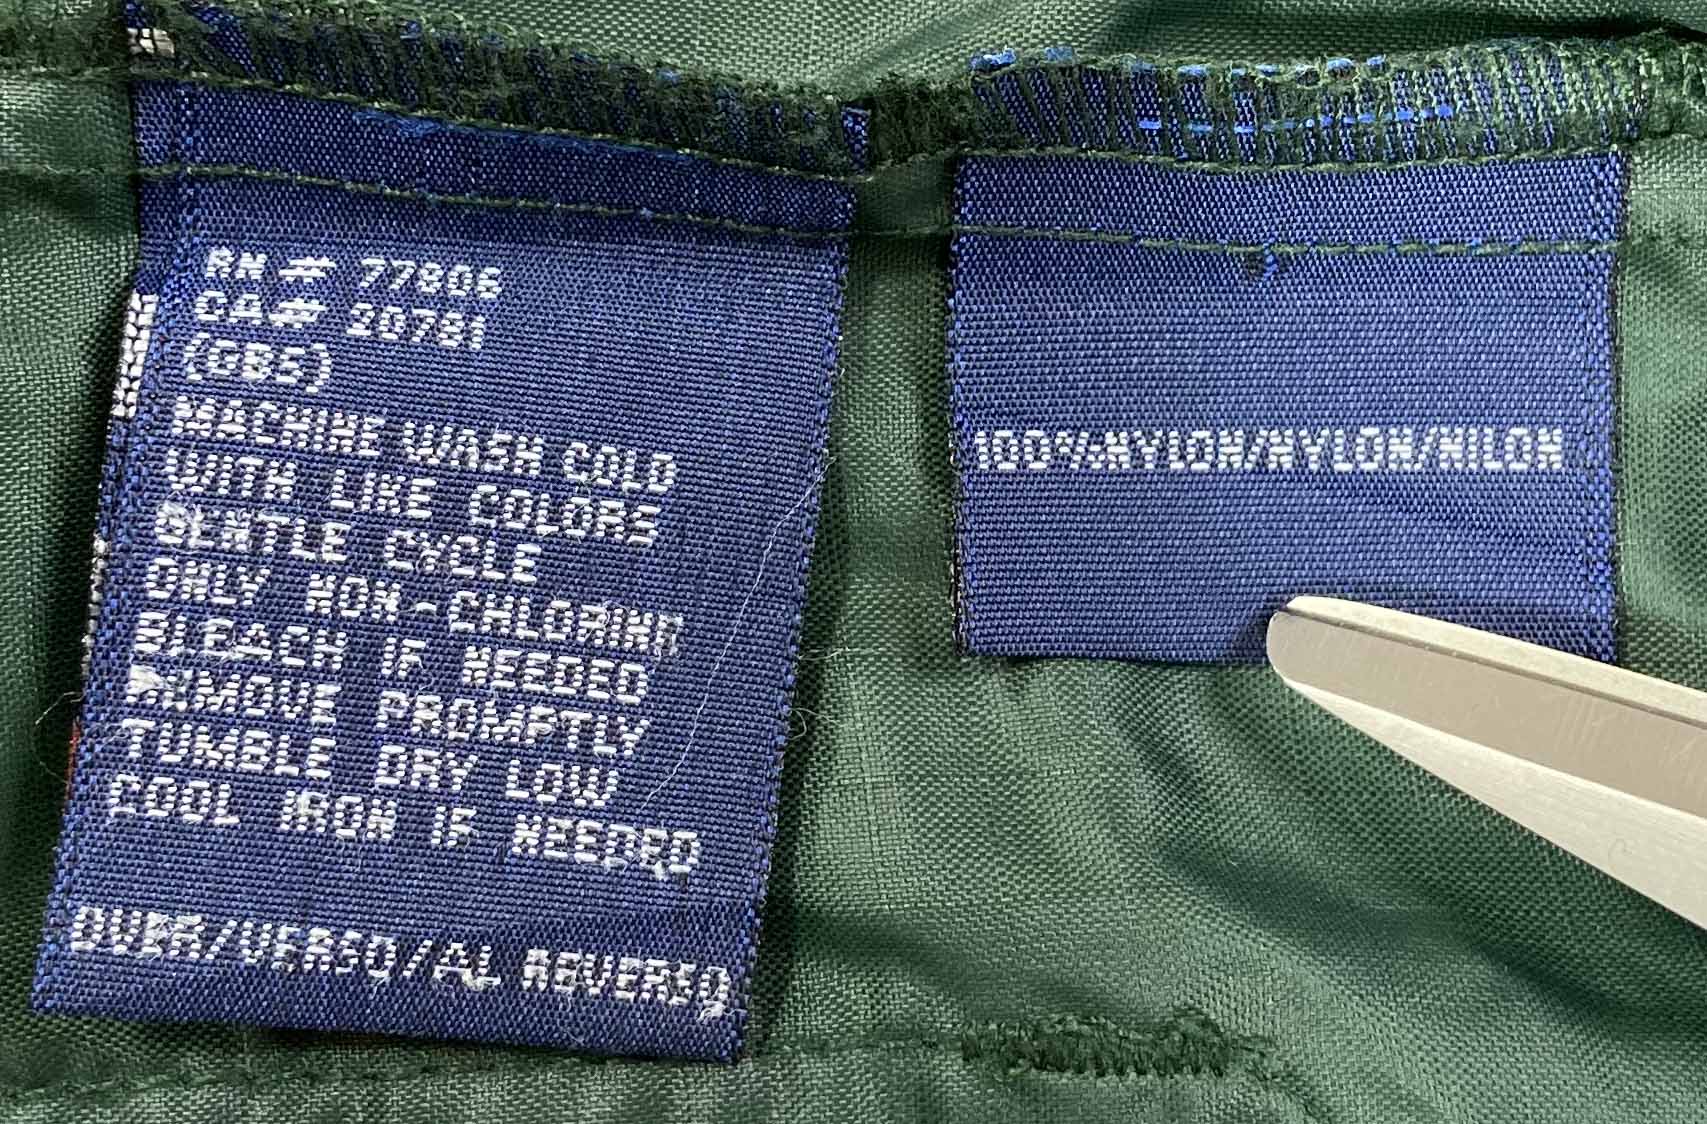 RN # 77806
CA# 20781
(GBE)
MACHINE WASH COLD
WITH LIKE COLORS
GENTLE CYCLE
ONLY NON-CHLORINE
BLEACH IF NEEDED
REMOVE PROMPTLY
TUMBLE DRY LOW
COOL IRON IF NEEDED
OVER/VERSO/AL REVERSO
100%NYLON/NYLON/NILON